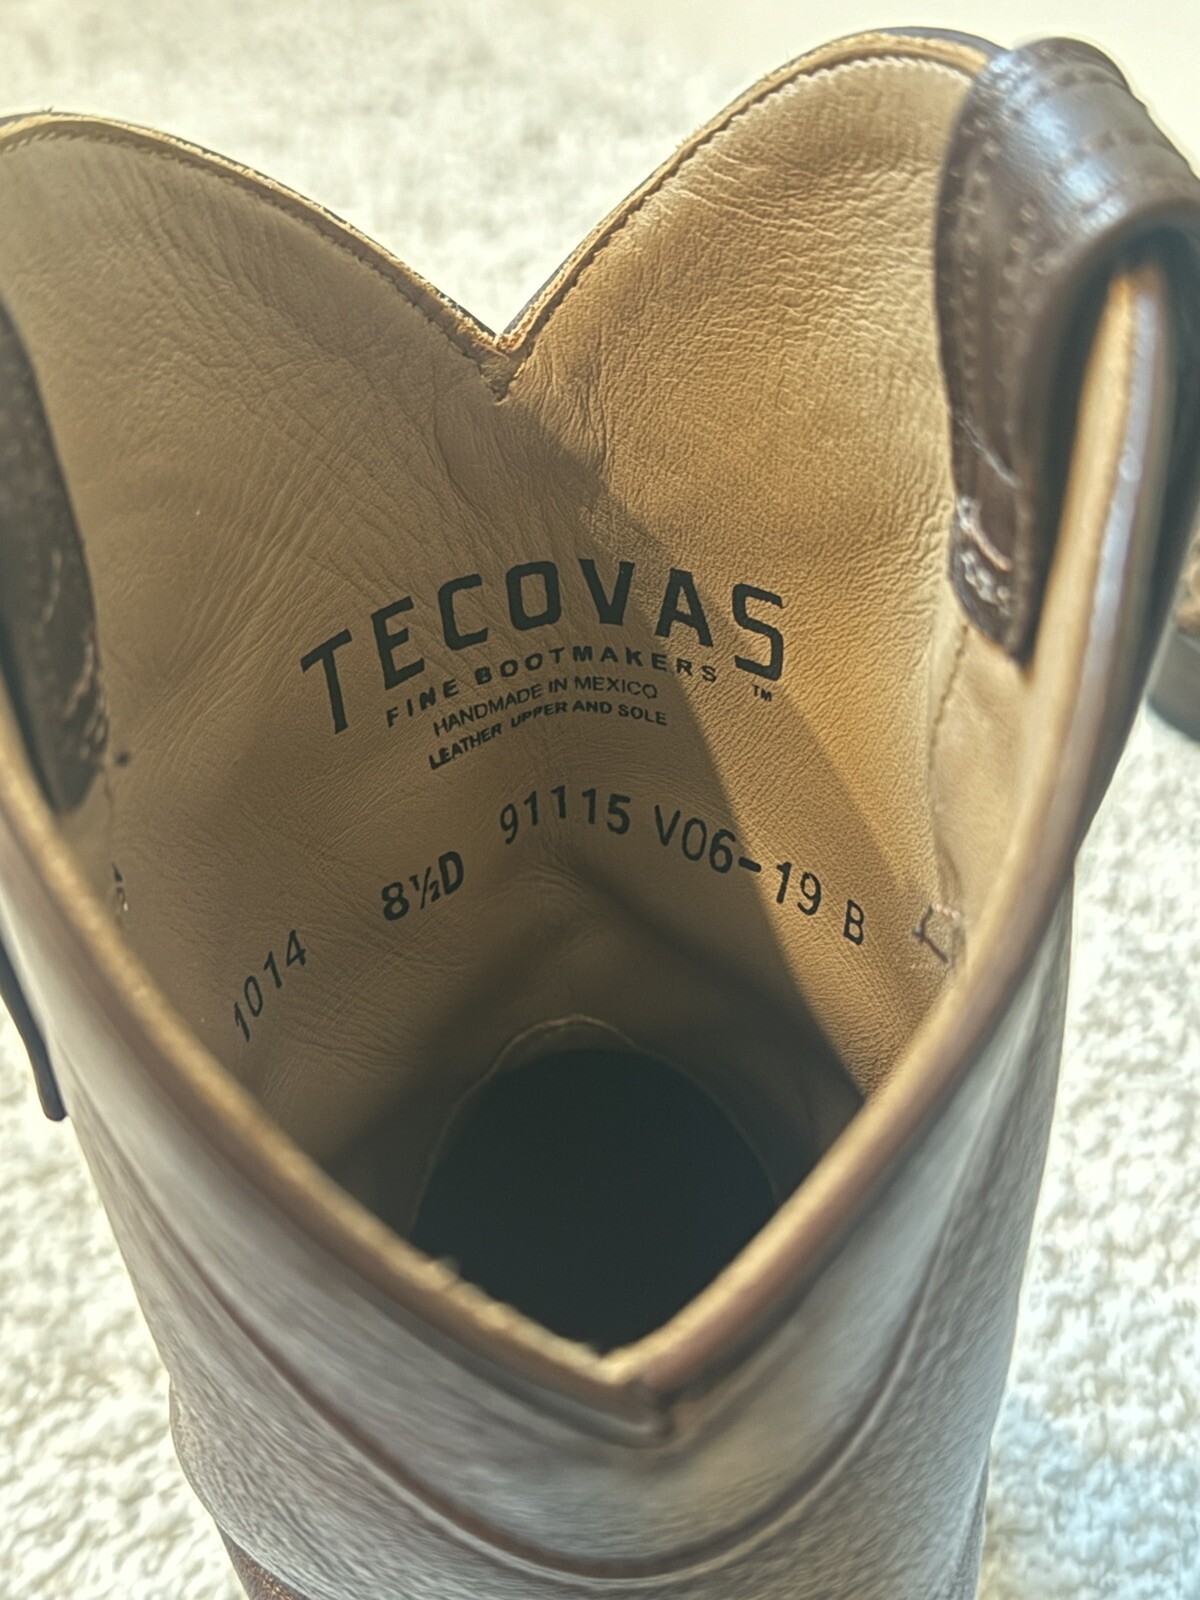 TECOVAS
FINE BOOTMAKERS ™
HANDMADE IN MEXICO
LEATHER UPPER AND SOLE
1014 8½D 91115 V06-19 B